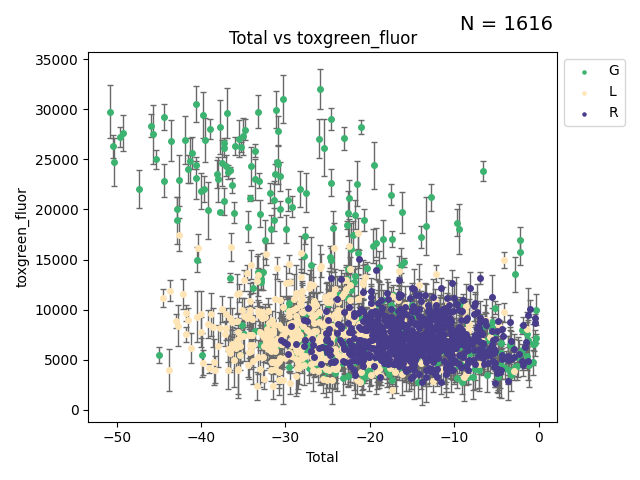 N = 1616
Total vs toxgreen_fluor
35000
30000
25000
20000
15000
10000
5000
0
toxgreen_fluor
−50
−40
−30
−20
−10
0
Total
G
L
R